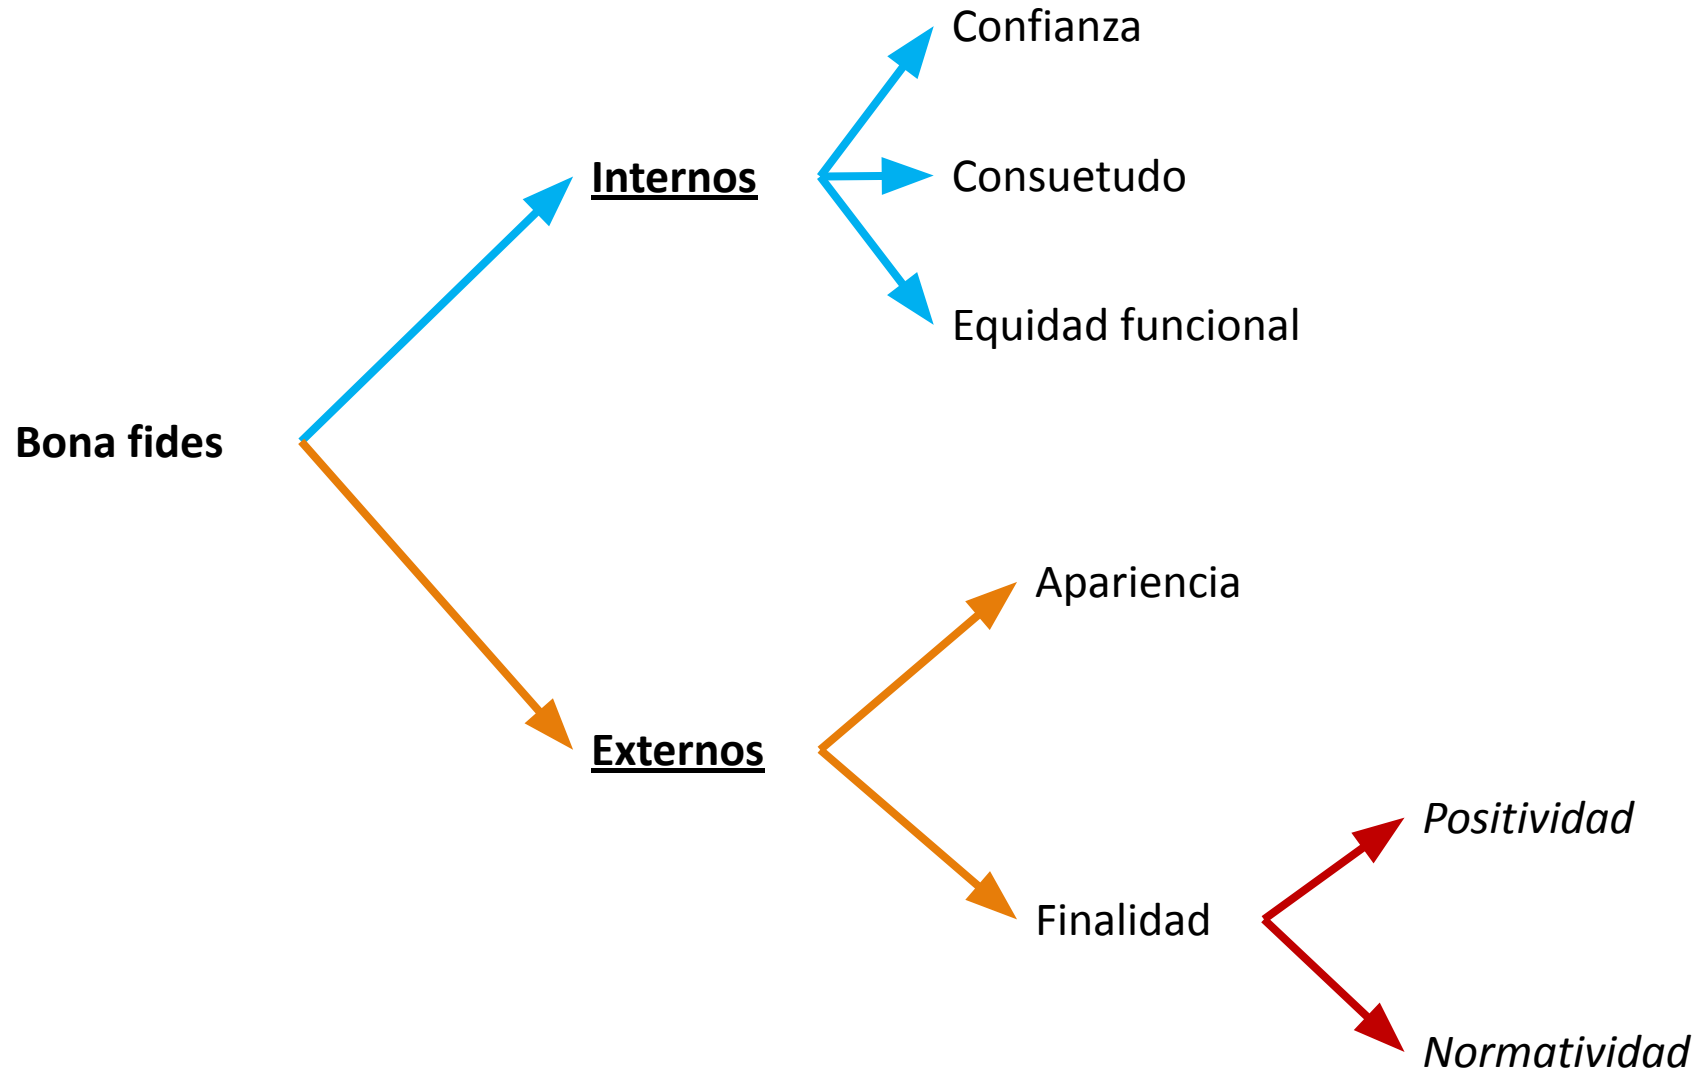 Confianza
Internos
Consuetudo
Equidad funcional
Bona fides
Apariencia
Externos
Positividad
Finalidad
Normatividad